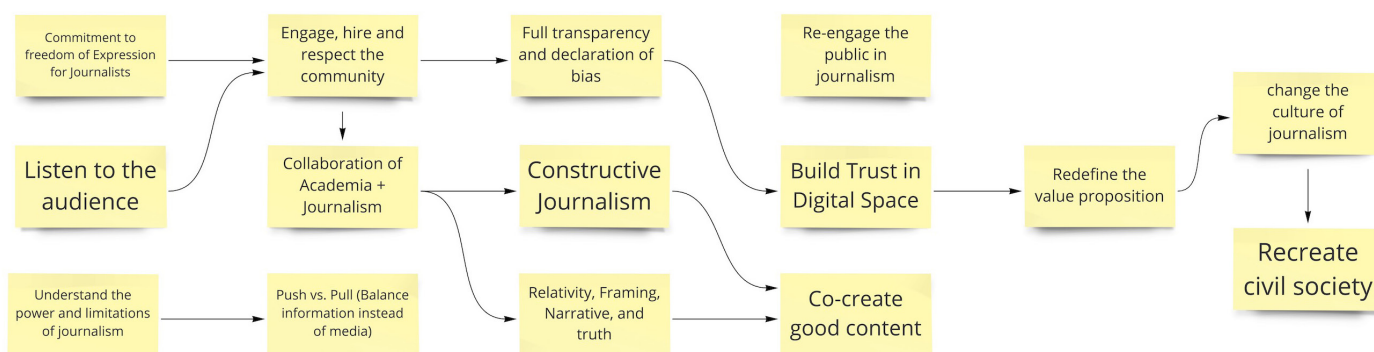 Commitment to
freedom of Expression
for Journalists
Engage, hire and
respect the
community
Full transparency
and declaration of
bias
Re-engage the
public in
journalism
change the
culture of
journalism
Listen to the
audience
Collaboration of
Academia +
Journalism
Constructive
Journalism
Build Trust in
Digital Space
Redefine the
value proposition
Recreate
civil society
Understand the
power and limitations
of journalism
Push vs. Pull (Balance
information instead
of media)
Relativity, Framing,
Narrative, and
truth
Co-create
good content